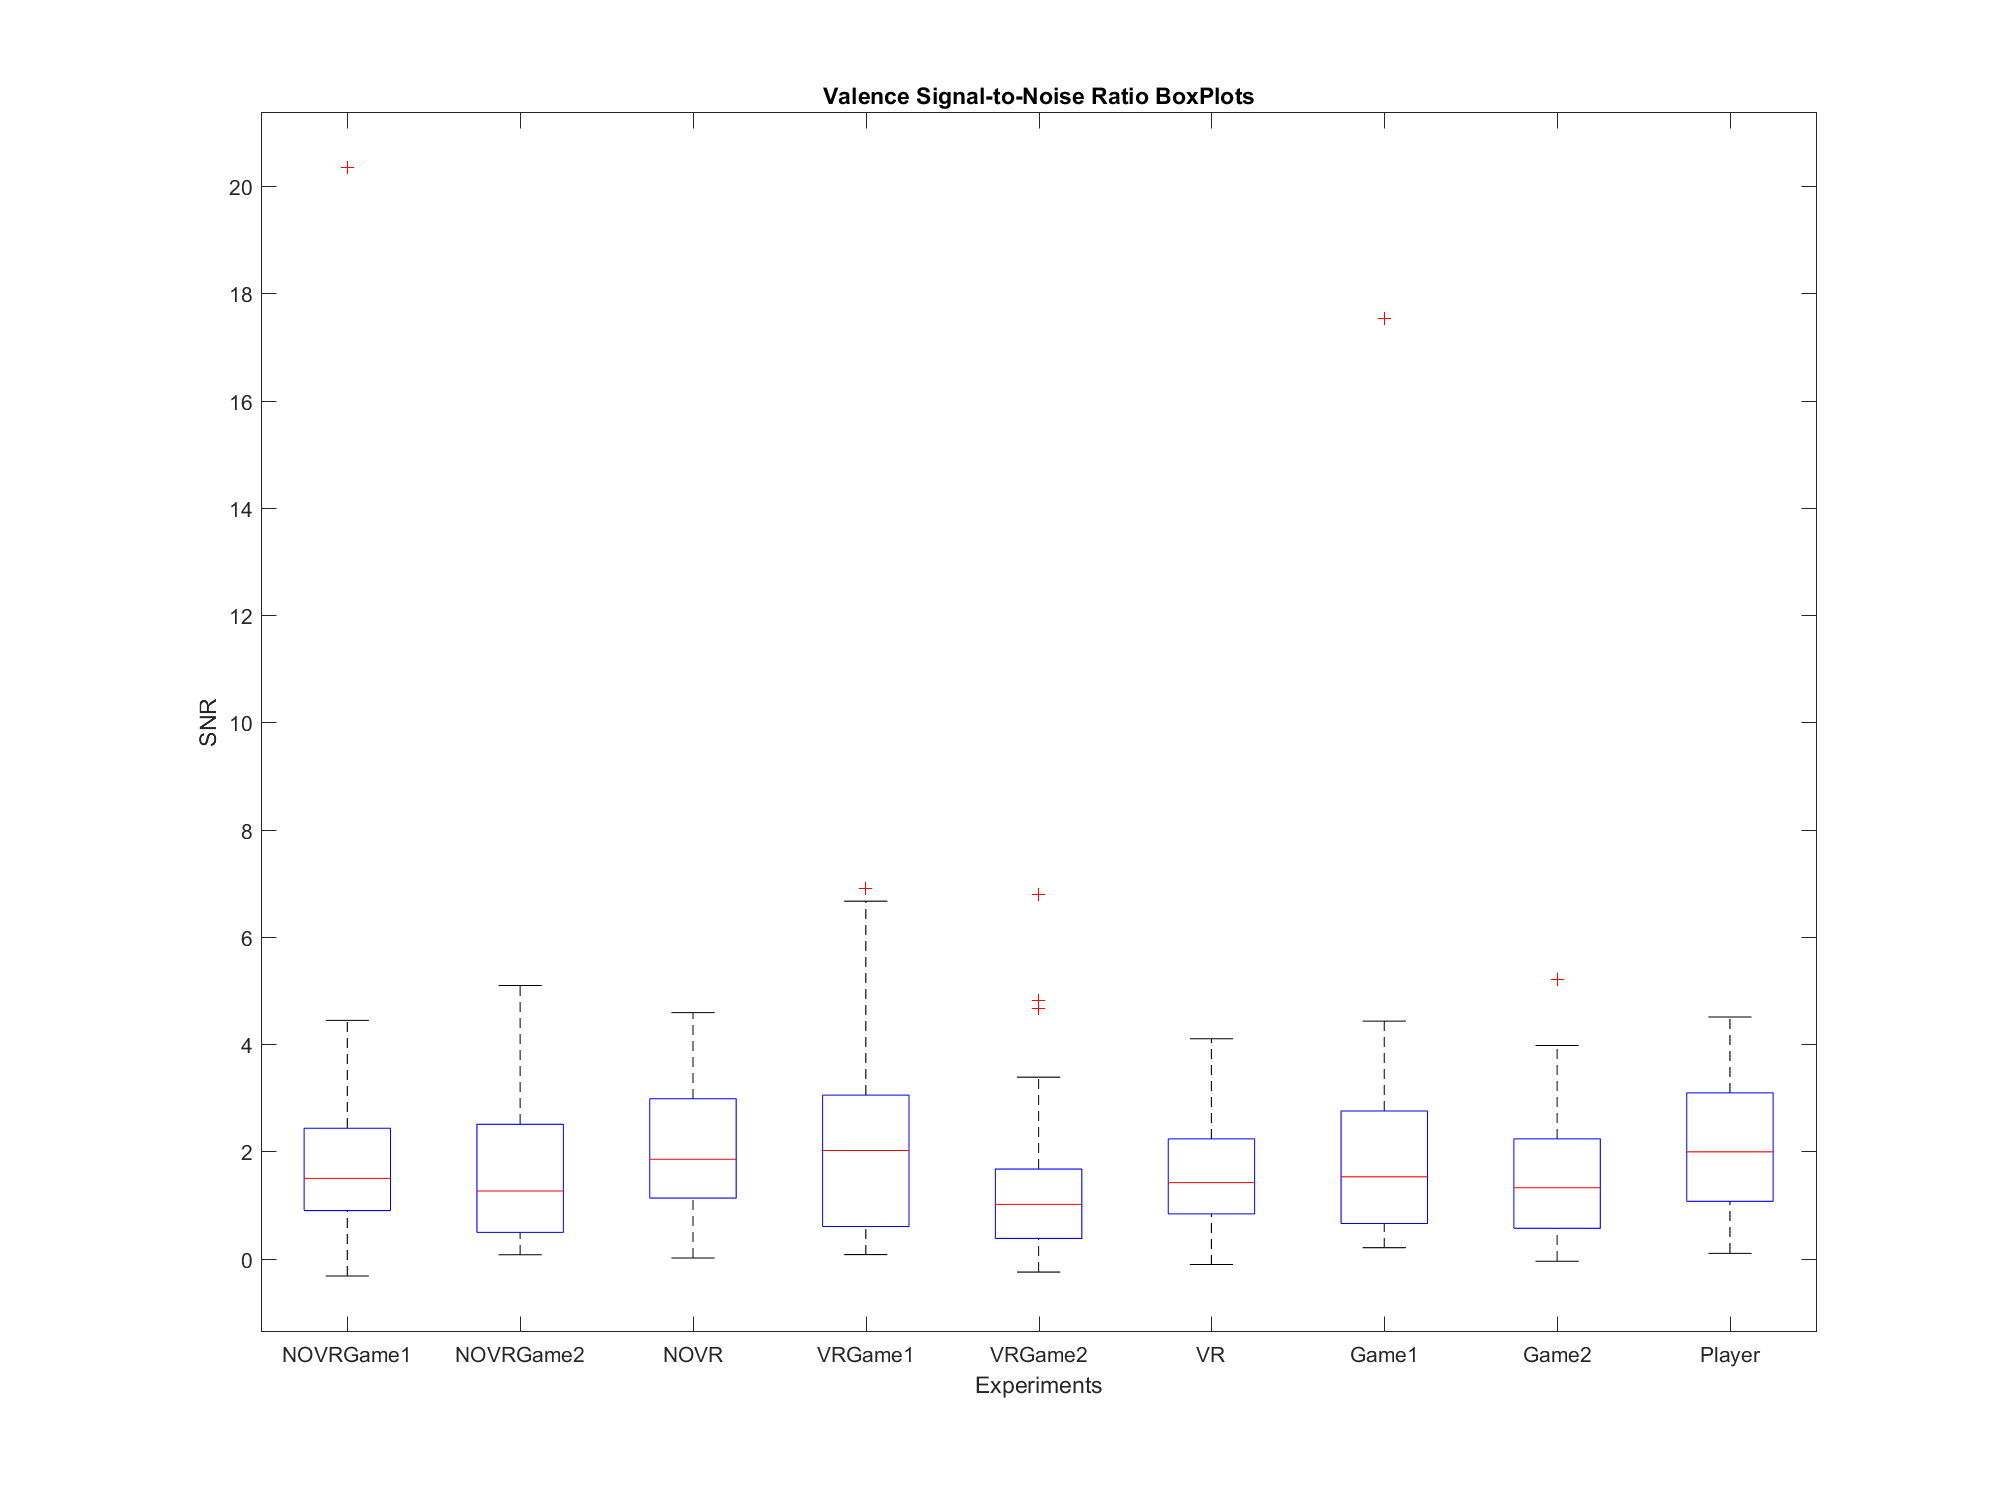 Valence Signal-to-Noise Ratio BoxPlots
20
18
16
14
12
10
8
6
4
2
0
SNR
NOVRGame1 NOVRGame2 NOVR VRGame1 VRGame2 VR Game1 Game2 Player
Experiments